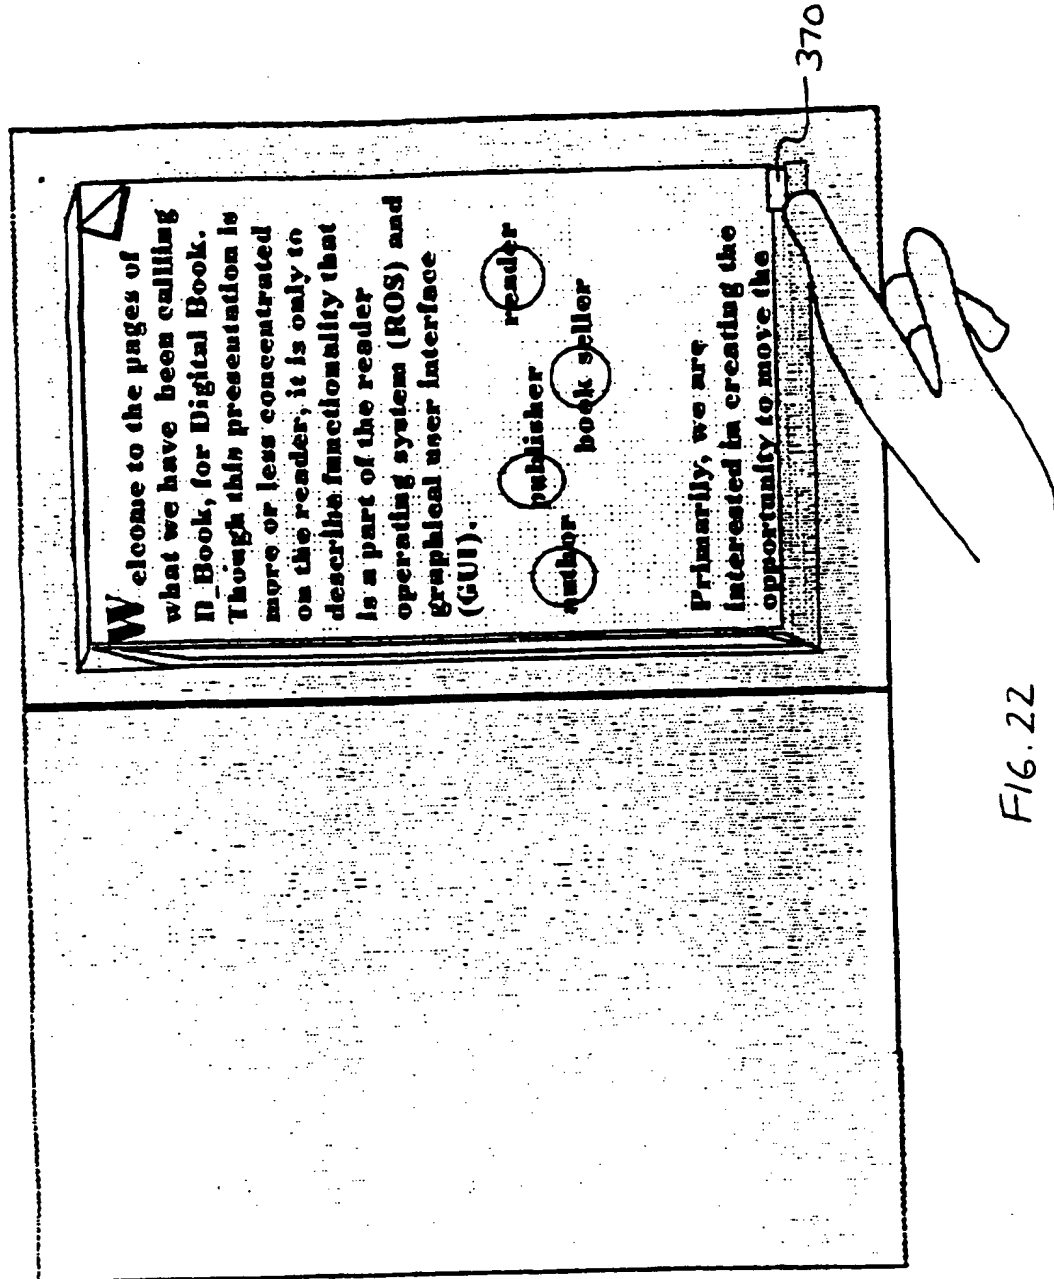 Welcome to the pages of
what we have been callling
D_Book, for Digital Book.
Though this presentation is
more or less concentrated
on the reader, it is only to
describe functionality that
is a part of the reader
operating system (ROS) and
graphical user interface
(GUI).
author
publisher
book seller
reader
Primarily, we are
interested in creating the
opportunity to move the
370
FIG. 22